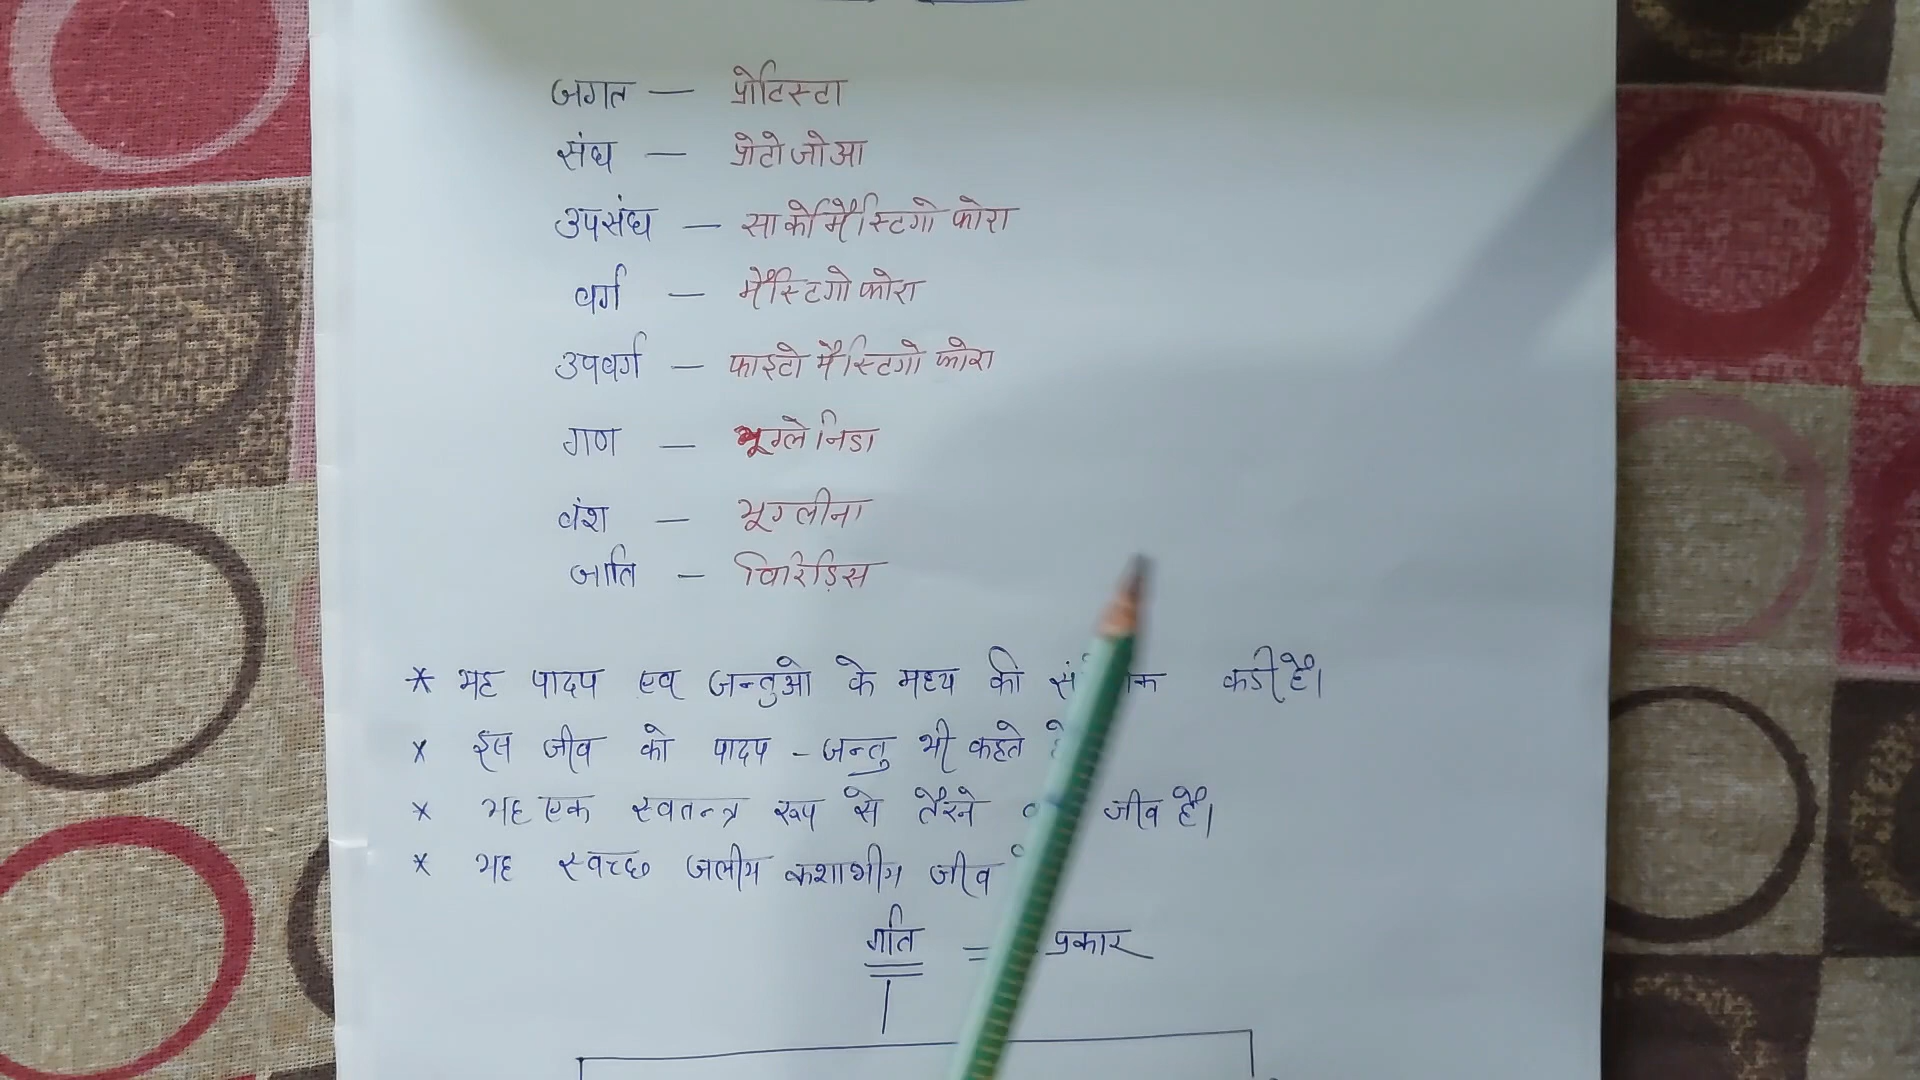 जगत — प्रोटिस्टा
संघ — प्रोटोजोआ
उपसंघ — सार्कोमैस्टिगोफोरा
वर्ग — मैस्टिगोफोरा
उपवर्ग — फाइटोमैस्टिगोफोरा
गण — यूग्लेनिडा
वंश — यूग्लीना
जाति — विरिडिस
* यह पादप एव जन्तुओ के मध्य की कडी है।
* इस जीव को पादप - जन्तु भी कहते
* यह एक स्वतन्त्र रूप से तैरने जीव है।
* यह स्वच्छ जलीय कशाभीय जीव
गति = प्रकार